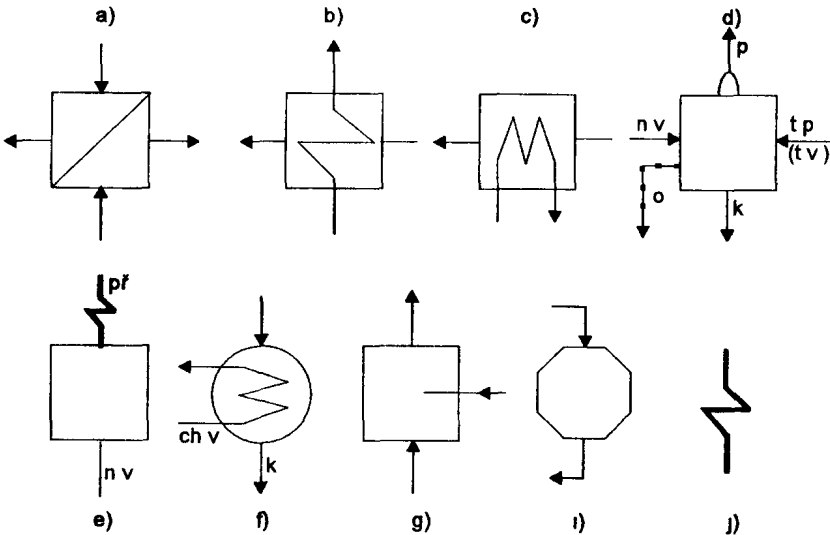 a) b) c) d)
p
n v t p
(t v)
o k
př
ch v
n v k
e) f) g) i) j)